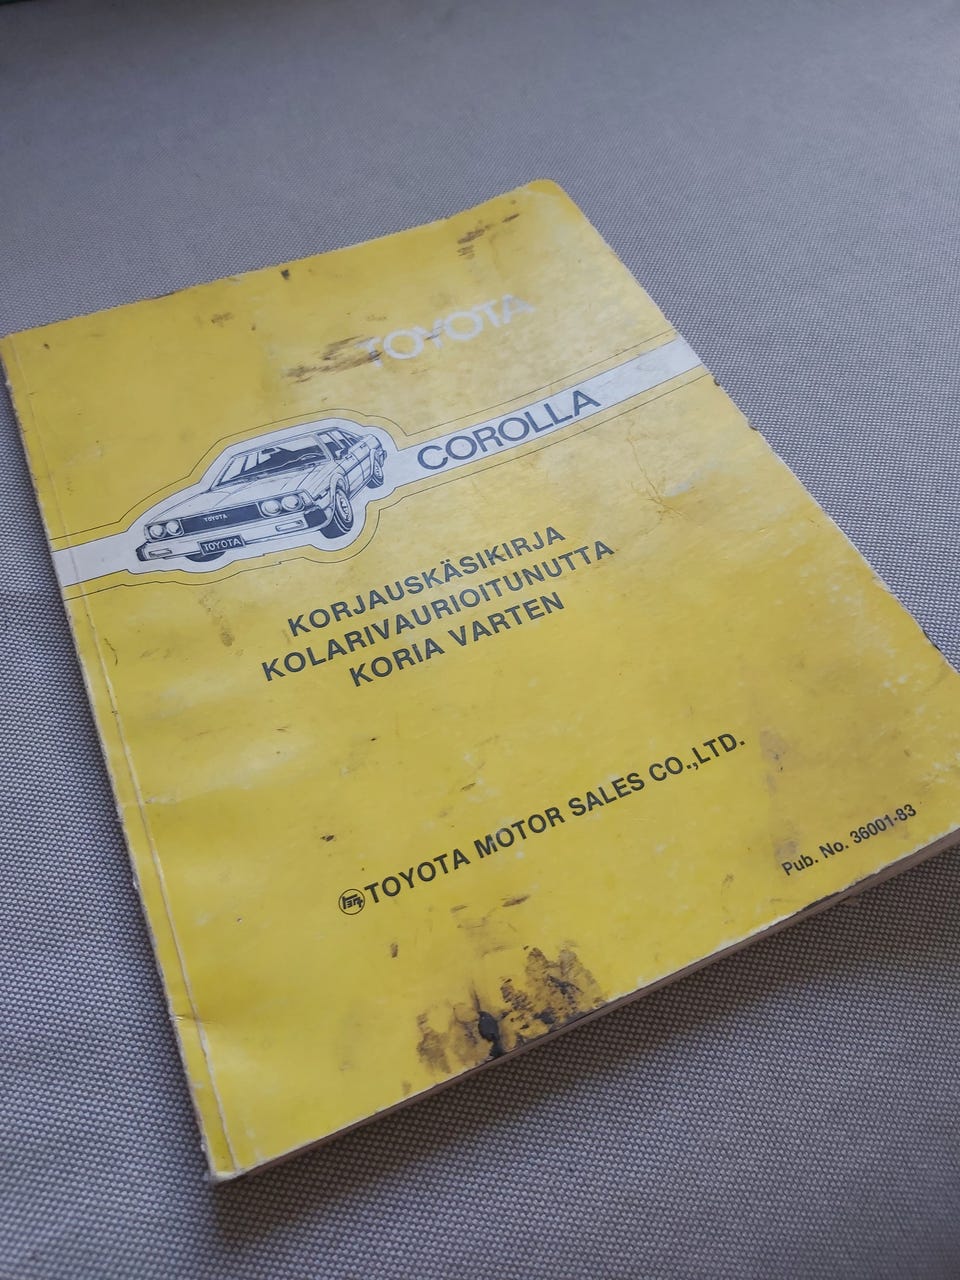 TOYOTA
COROLLA
TOYOTA
TOYOTA
KORJAUSKÄSIKIRJA
KOLARIVAURIOITUNUTTA
KORIA VARTEN
TOYOTA MOTOR SALES CO.,LTD.
Pub. No. 36001-83